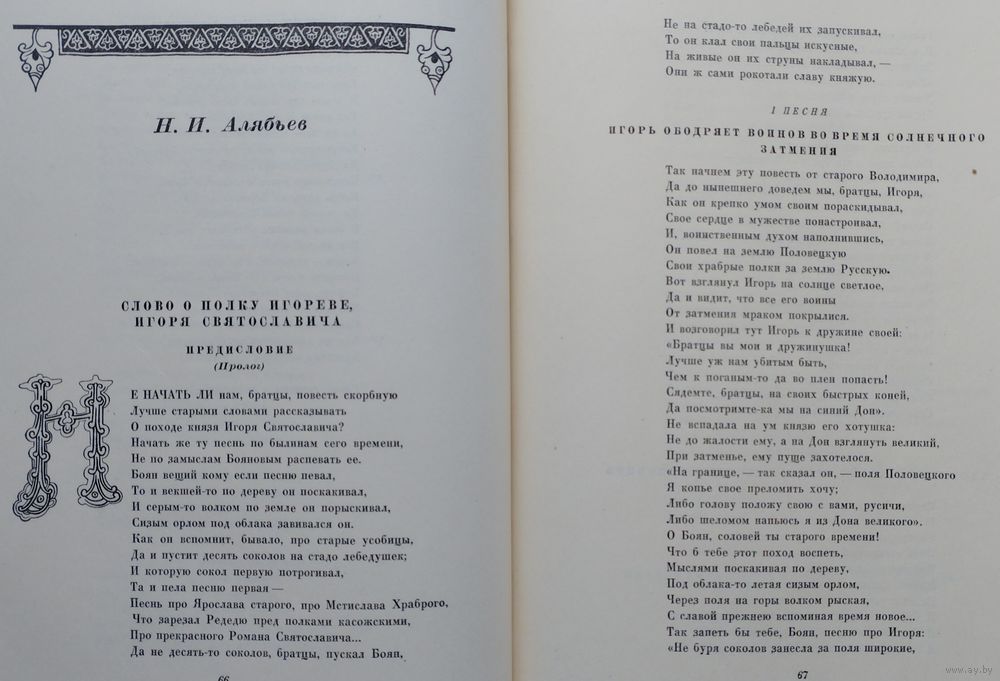 Н. И. Алябьев
СЛОВО О ПОЛКУ ИГОРЕВЕ,
ИГОРЯ СВЯТОСЛАВИЧА
ПРЕДИСЛОВИЕ
(Пролог)
НЕ НАЧАТЬ ЛИ нам, братцы, повесть скорбную
Лучше старыми словами рассказывать
О походе князя Игоря Святославича?
Начать же ту песнь по былинам сего времени,
Не по замыслам Бояновым распевать ее.
Боян вещий кому если песню певал,
То и векшей-то по дереву он поскакивал,
И серым-то волком по земле он порыскивал,
Сизым орлом под облака завивался он.
Как он вспомнит, бывало, про старые усобицы,
Да и пустит десять соколов на стадо лебедушек;
И которую сокол первую потрогивал,
Та и пела песню первая —
Песнь про Ярослава старого, про Мстислава Храброго,
Что зарезал Редедю пред полками касожскими,
Про прекрасного Романа Святославича...
Да не десять-то соколов, братцы, пускал Боян,
66
Не на стадо-то лебедей их запускивал,
То он клал свои пальцы искусные,
На живые он их струны накладывал, —
Они ж сами рокотали славу княжую.
1 ПЕСНЯ
ИГОРЬ ОБОДРЯЕТ ВОИНОВ ВО ВРЕМЯ СОЛНЕЧНОГО
ЗАТМЕНИЯ
Так начнем эту повесть от старого Володимира,
Да до нынешнего доведем мы, братцы, Игоря,
Как он крепко умом своим пораскидывал,
Свое сердце в мужестве понастроивал,
И, воинственным духом наполнившись,
Он повел на землю Половецкую
Свои храбрые полки за землю Русскую.
Вот взглянул Игорь на солнце светлое,
Да и видит, что все его воины
От затмения мраком покрылися.
И возговорил тут Игорь к дружине своей:
«Братцы вы мои и дружинушка!
Лучше уж нам убитым быть,
Чем к поганым-то да во плен попасть!
Сядемте, братцы, на своих быстрых коней,
Да посмотримте-ка мы на синий Дон».
Не вспадала на ум князю его хотушка:
Не до жалости ему, а на Дон взглянуть великий,
При затменье, ему пуще захотелося.
«На границе, — так сказал он, — поля Половецкого
Я копье свое преломить хочу;
Либо голову положу свою с вами, русичи,
Либо шеломом напьюсь я из Дона великого».
О Боян, соловей ты старого времени!
Что б тебе этот поход воспеть,
Мыслями поскакивая по дереву,
Под облака-то летая сизым орлом,
Через поля на горы волком рыская,
С славой прежнею вспоминая время новое...
Так запеть бы тебе, Боян, песню про Игоря:
«Не буря соколов занесла за поля широкие,
67
www.ay.by